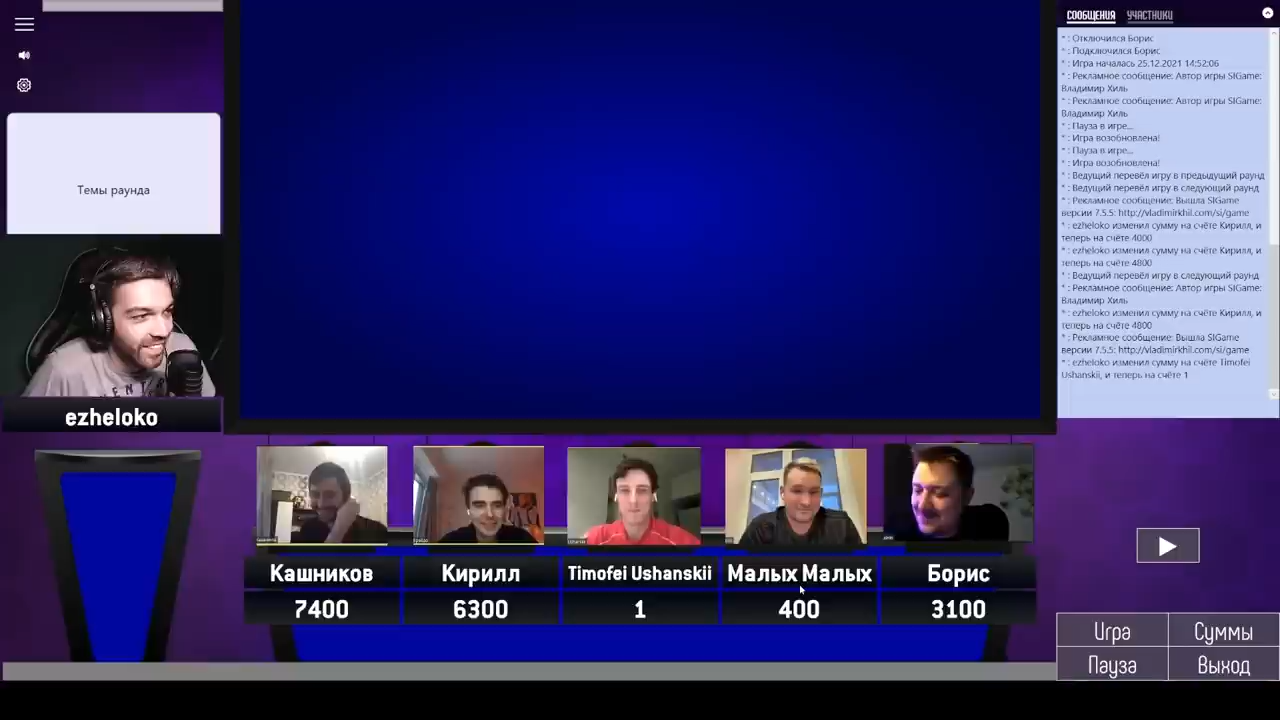 СООБЩЕНИЯ УЧАСТНИКИ
* : Отключился Борис
* : Подключился Борис
* : Игра началась 25.12.2021 14:52:06
* : Рекламное сообщение: Автор игры SIGame:
Владимир Хиль
* : Рекламное сообщение: Автор игры SIGame:
Владимир Хиль
* : Пауза в игре...
* : Игра возобновлена!
* : Пауза в игре...
* : Игра возобновлена!
* : Ведущий перевёл игру в предыдущий раунд
* : Ведущий перевёл игру в следующий раунд
* : Рекламное сообщение: Вышла SIGame
версии 7.5.5: http://vladimirkhil.com/si/game
* : ezheloko изменил сумму на счёте Кирилл, и
теперь на счёте 4000
* : ezheloko изменил сумму на счёте Кирилл, и
теперь на счёте 4800
* : Ведущий перевёл игру в следующий раунд
* : Рекламное сообщение: Автор игры SIGame:
Владимир Хиль
* : ezheloko изменил сумму на счёте Кирилл, и
теперь на счёте 4800
* : Рекламное сообщение: Вышла SIGame
версии 7.5.5: http://vladimirkhil.com/si/game
* : ezheloko изменил сумму на счёте Timofei
Ushanskii, и теперь на счёте 1
Темы раунда
ezheloko
Кашников Кирилл Timofei Ushanskii Малых Малых Борис
7400 6300 1 400 3100
Игра Суммы
Пауза Выход